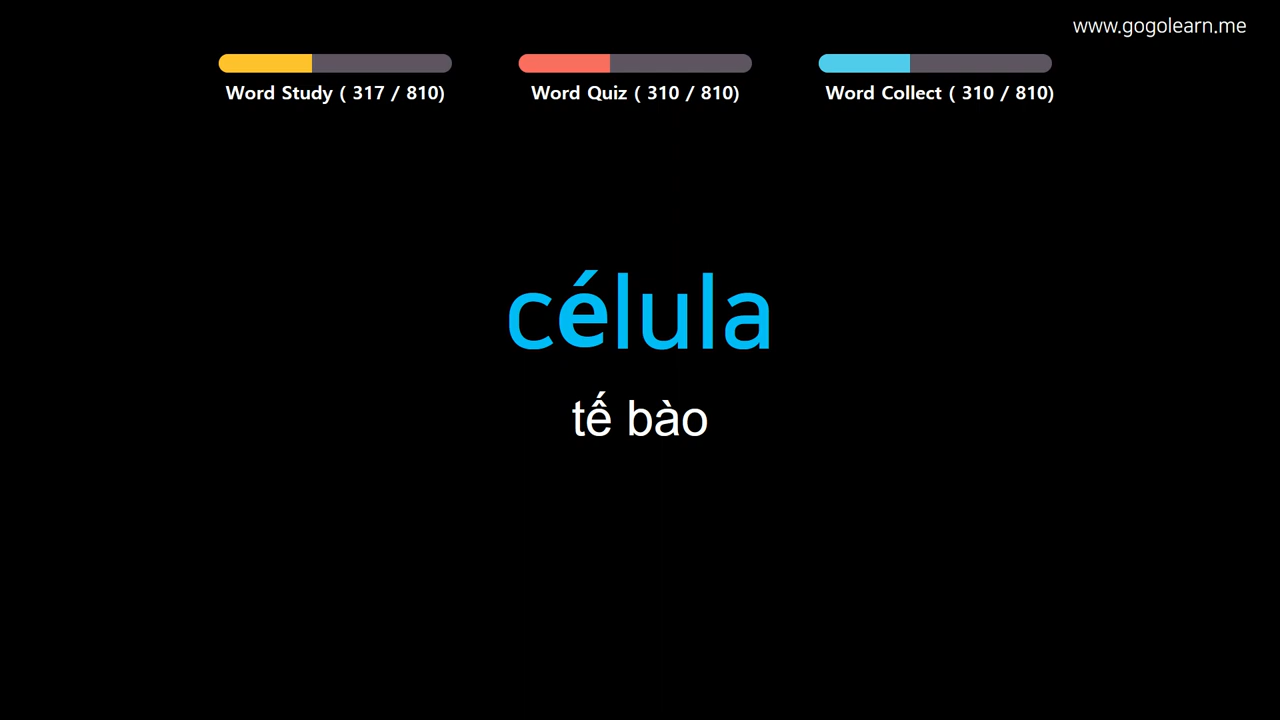 www.gogolearn.me
Word Study ( 317 / 810)
Word Quiz ( 310 / 810)
Word Collect ( 310 / 810)
célula
tế bào